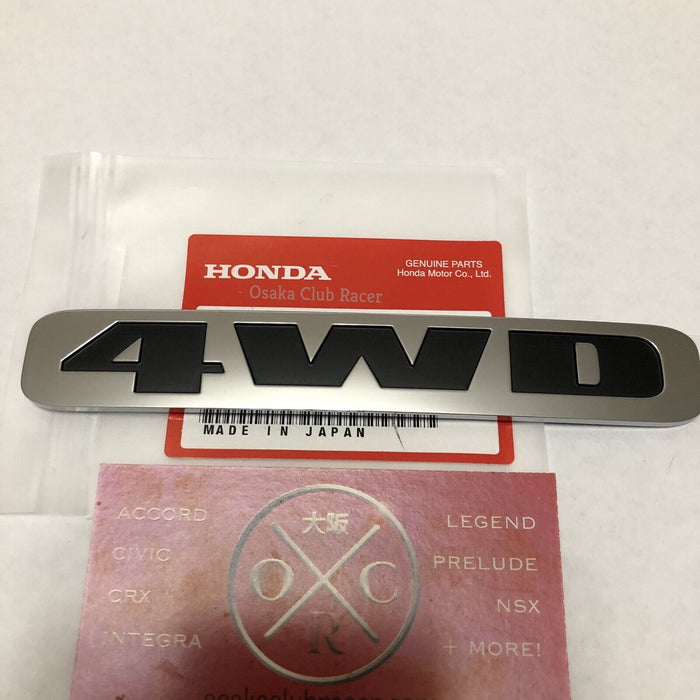 HONDA
GENUINE PARTS
Honda Motor Co., Ltd.
Osaka Club Racer
4WD
MADE IN JAPAN
ACCORD
CIVIC
CRX
INTEGRA
大阪
O C
R
LEGEND
PRELUDE
NSX
+ MORE!